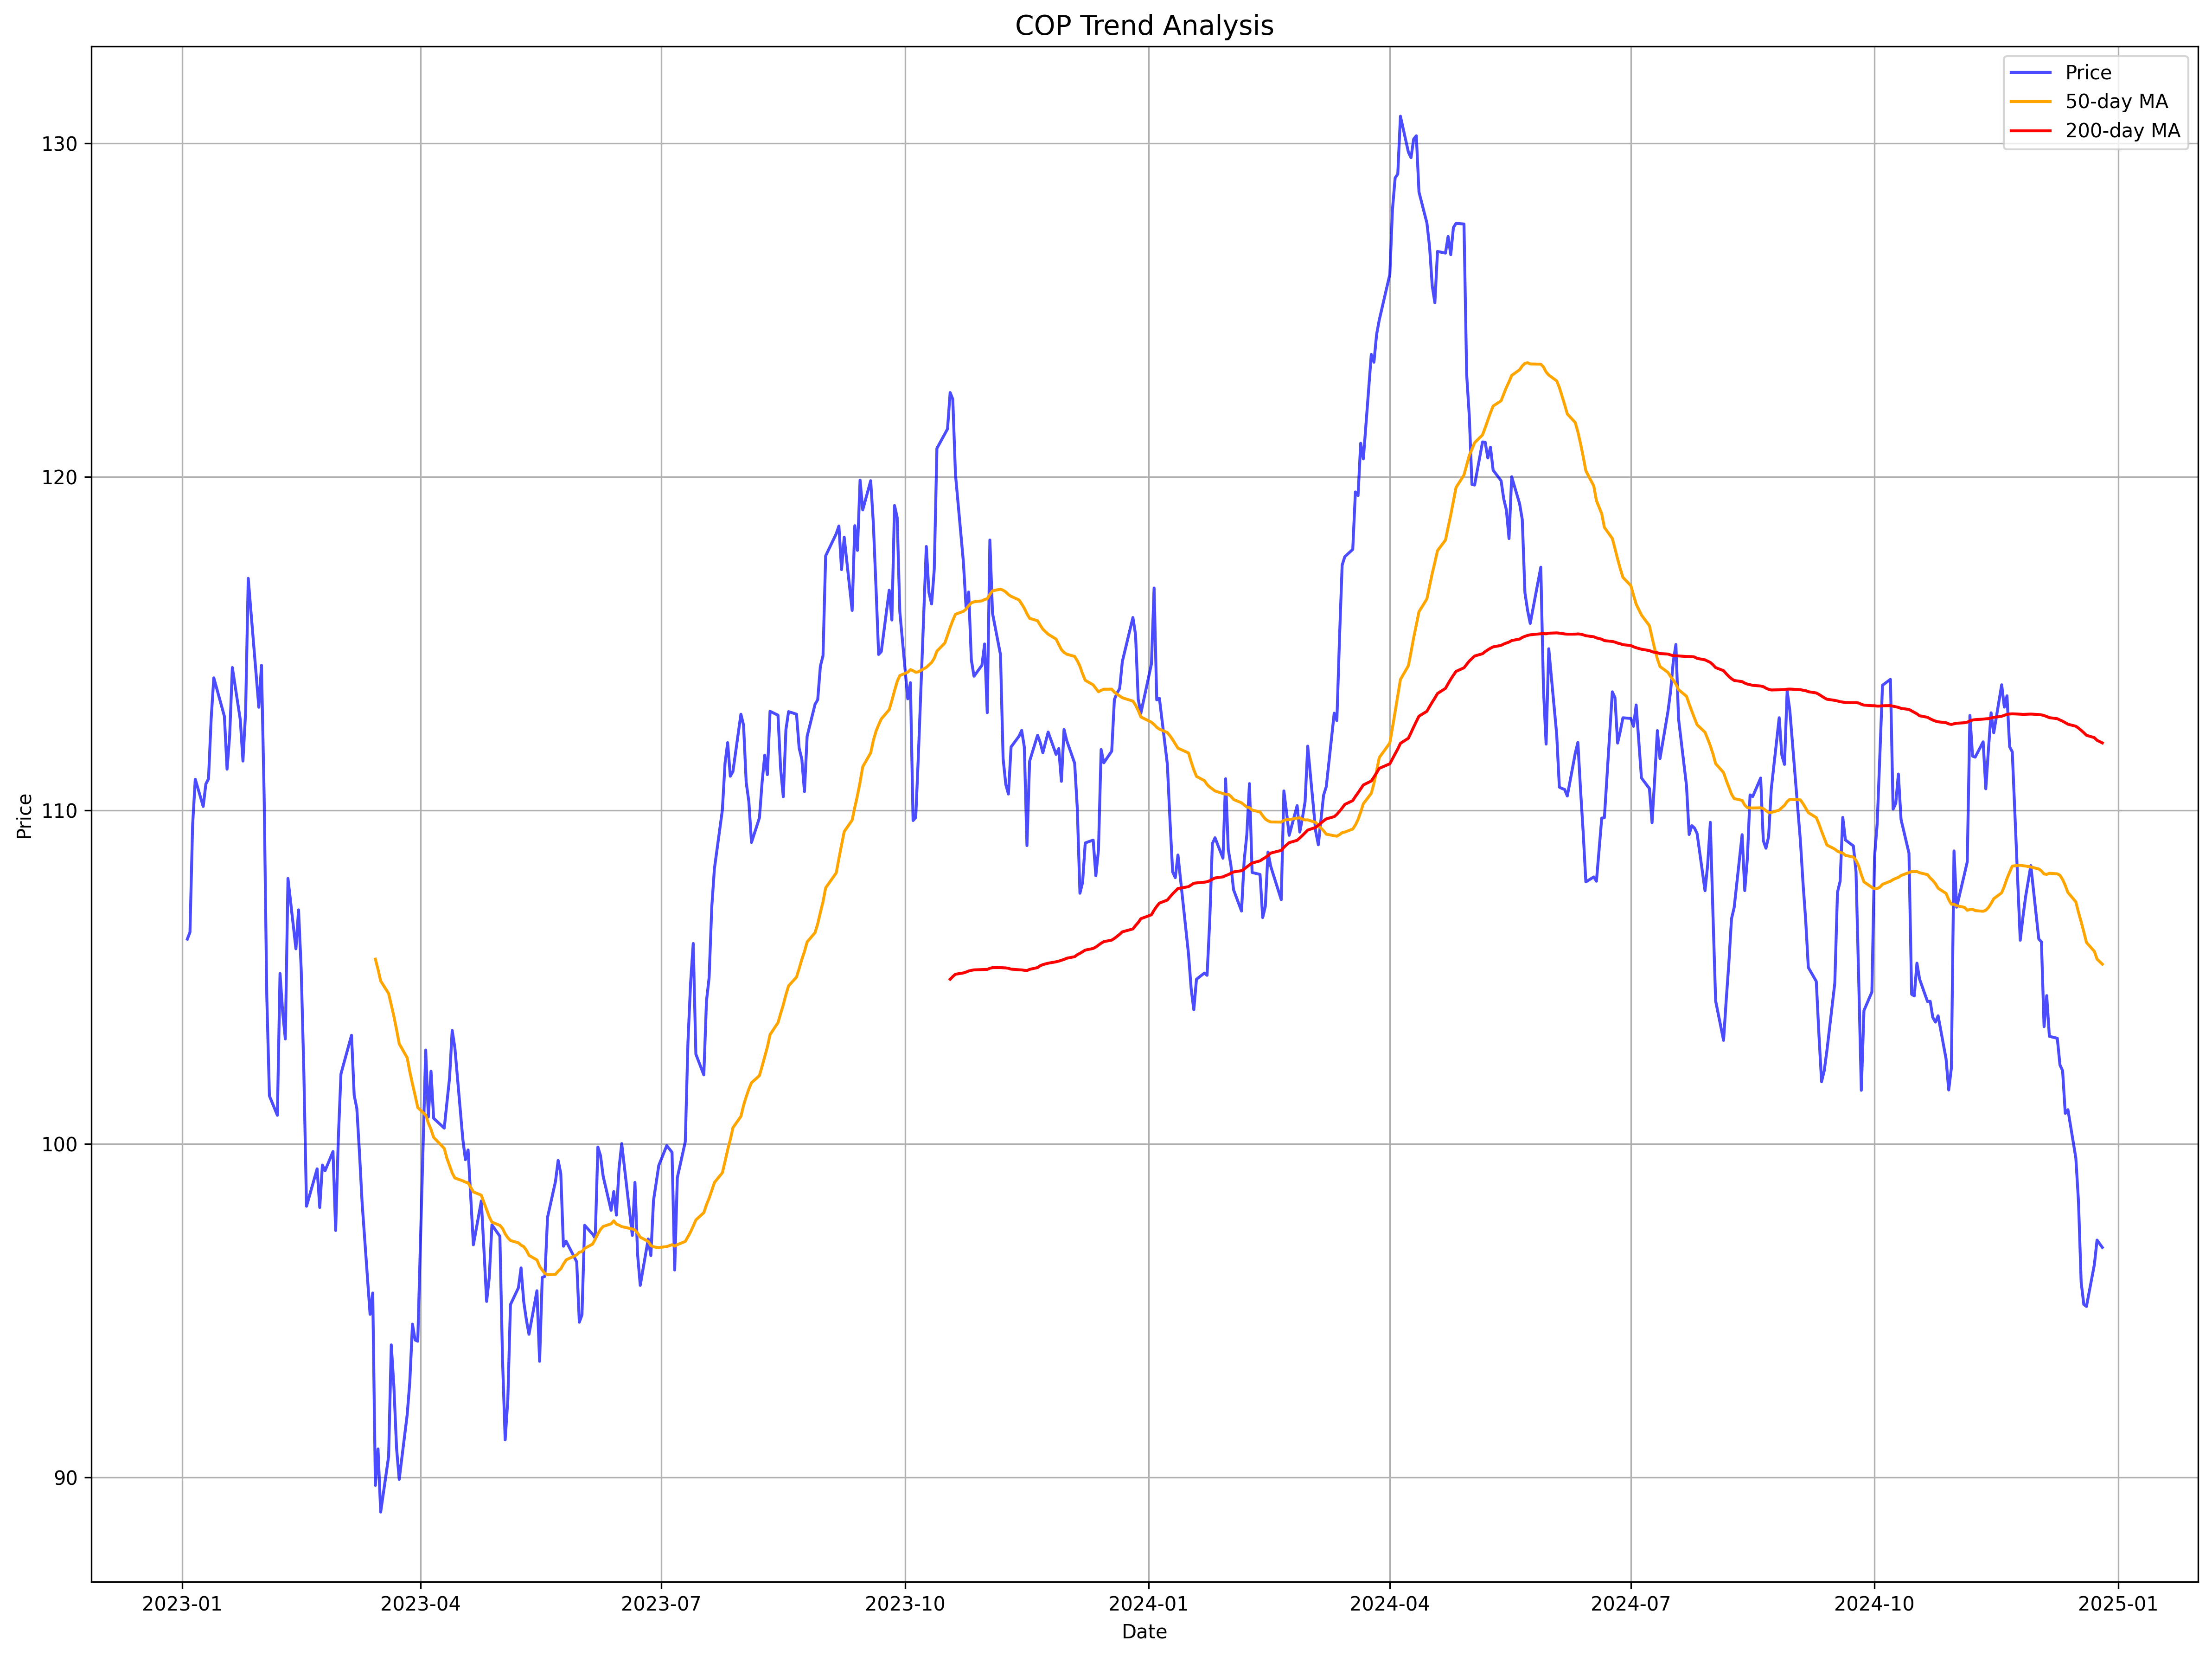 COP Trend Analysis
Price
50-day MA
200-day MA
130
120
110
100
90
Price
2023-01
2023-04
2023-07
2023-10
2024-01
2024-04
2024-07
2024-10
2025-01
Date